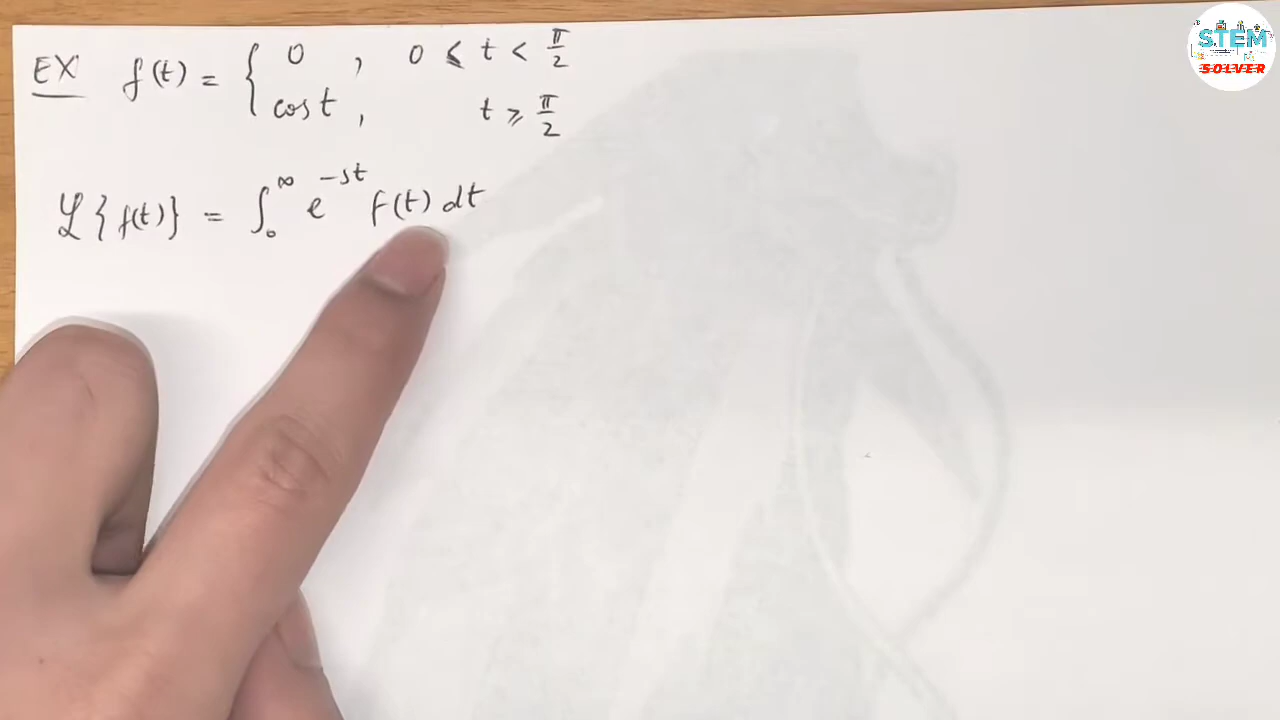 EX f(t) = { 0 , 0 ⩽ t < π/2
cos t , t ⩾ π/2
ℒ{f(t)} = ∫₀^∞ e^{-st} f(t) dt
STEM
SOLVER